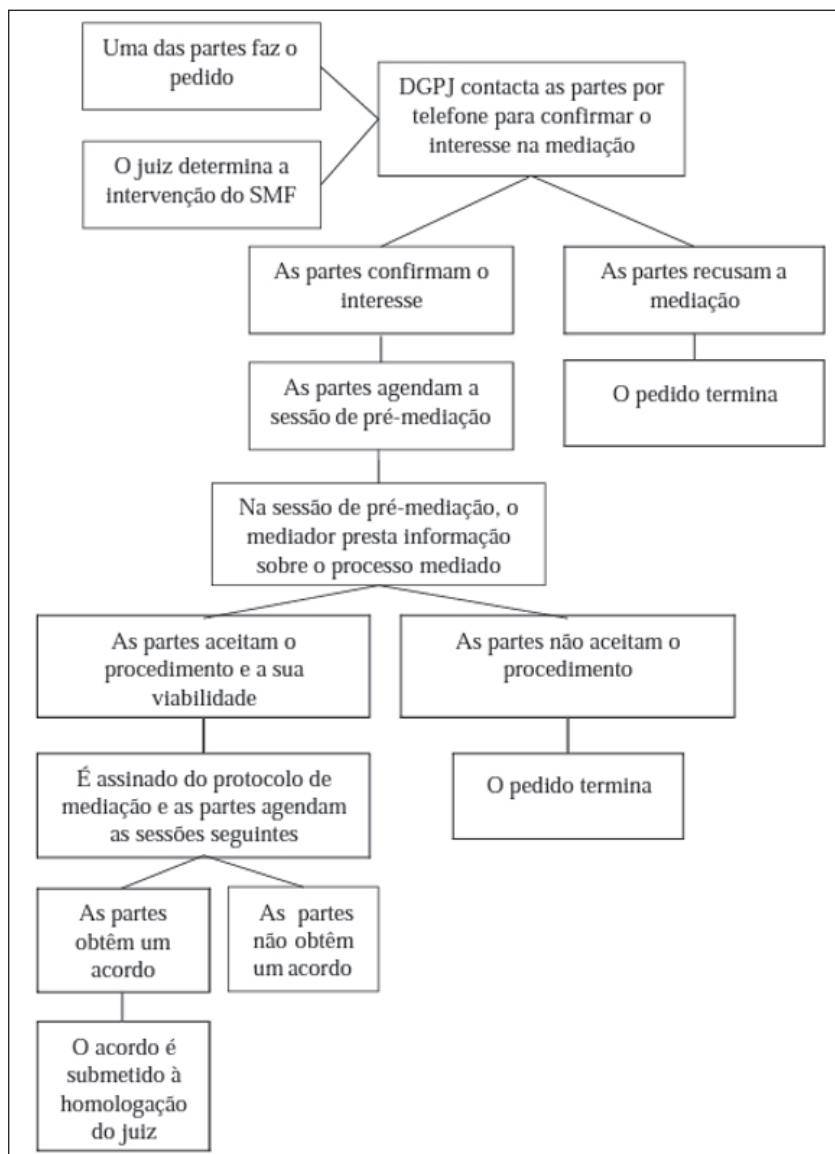 Uma das partes faz o
pedido
DGPJ contacta as partes por
telefone para confirmar o
interesse na mediação
O juiz determina a
intervenção do SMF
As partes confirmam o
interesse
As partes recusam a
mediação
As partes agendam a
sessão de pré-mediação
O pedido termina
Na sessão de pré-mediação, o
mediador presta informação
sobre o processo mediado
As partes aceitam o
procedimento e a sua
viabilidade
As partes não aceitam o
procedimento
É assinado do protocolo de
mediação e as partes agendam
as sessões seguintes
O pedido termina
As partes
obtêm um
acordo
As partes
não obtêm
um acordo
O acordo é
submetido à
homologação
do juiz